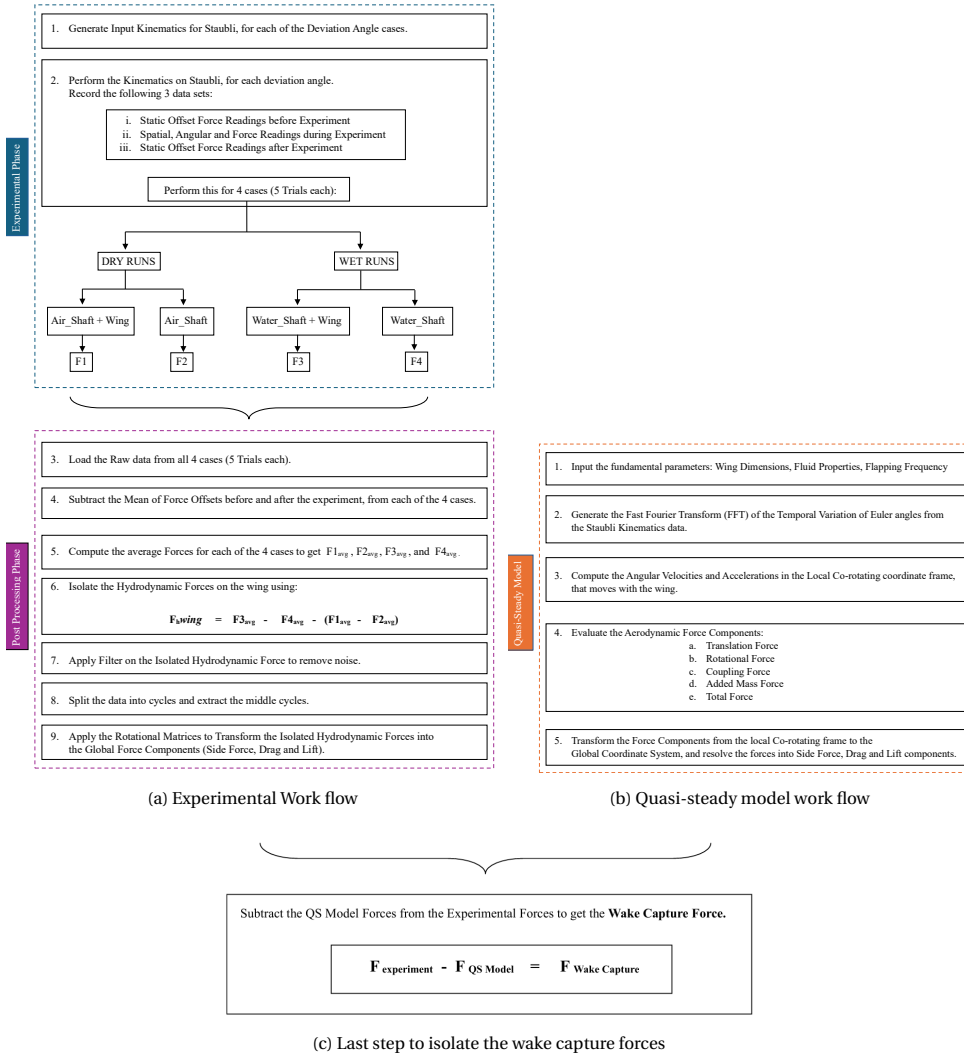 Experimental Phase
1. Generate Input Kinematics for Staubli, for each of the Deviation Angle cases.
2. Perform the Kinematics on Staubli, for each deviation angle.
Record the following 3 data sets:
i. Static Offset Force Readings before Experiment
ii. Spatial, Angular and Force Readings during Experiment
iii. Static Offset Force Readings after Experiment
Perform this for 4 cases (5 Trials each):
DRY RUNS
WET RUNS
Air_Shaft + Wing
Air_Shaft
Water_Shaft + Wing
Water_Shaft
F1
F2
F3
F4
Post Processing Phase
3. Load the Raw data from all 4 cases (5 Trials each).
4. Subtract the Mean of Force Offsets before and after the experiment, from each of the 4 cases.
5. Compute the average Forces for each of the 4 cases to get F1avg, F2avg, F3avg, and F4avg.
6. Isolate the Hydrodynamic Forces on the wing using:
Fhwing = F3avg - F4avg - (F1avg - F2avg)
7. Apply Filter on the Isolated Hydrodynamic Force to remove noise.
8. Split the data into cycles and extract the middle cycles.
9. Apply the Rotational Matrices to Transform the Isolated Hydrodynamic Forces into
the Global Force Components (Side Force, Drag and Lift).
(a) Experimental Work flow
Quasi-Steady Model
1. Input the fundamental parameters: Wing Dimensions, Fluid Properties, Flapping Frequency
2. Generate the Fast Fourier Transform (FFT) of the Temporal Variation of Euler angles from
the Staubli Kinematics data.
3. Compute the Angular Velocities and Accelerations in the Local Co-rotating coordinate frame,
that moves with the wing.
4. Evaluate the Aerodynamic Force Components:
a. Translation Force
b. Rotational Force
c. Coupling Force
d. Added Mass Force
e. Total Force
5. Transform the Force Components from the local Co-rotating frame to the
Global Coordinate System, and resolve the forces into Side Force, Drag and Lift components.
(b) Quasi-steady model work flow
Subtract the QS Model Forces from the Experimental Forces to get the Wake Capture Force.
F experiment - F QS Model = F Wake Capture
(c) Last step to isolate the wake capture forces